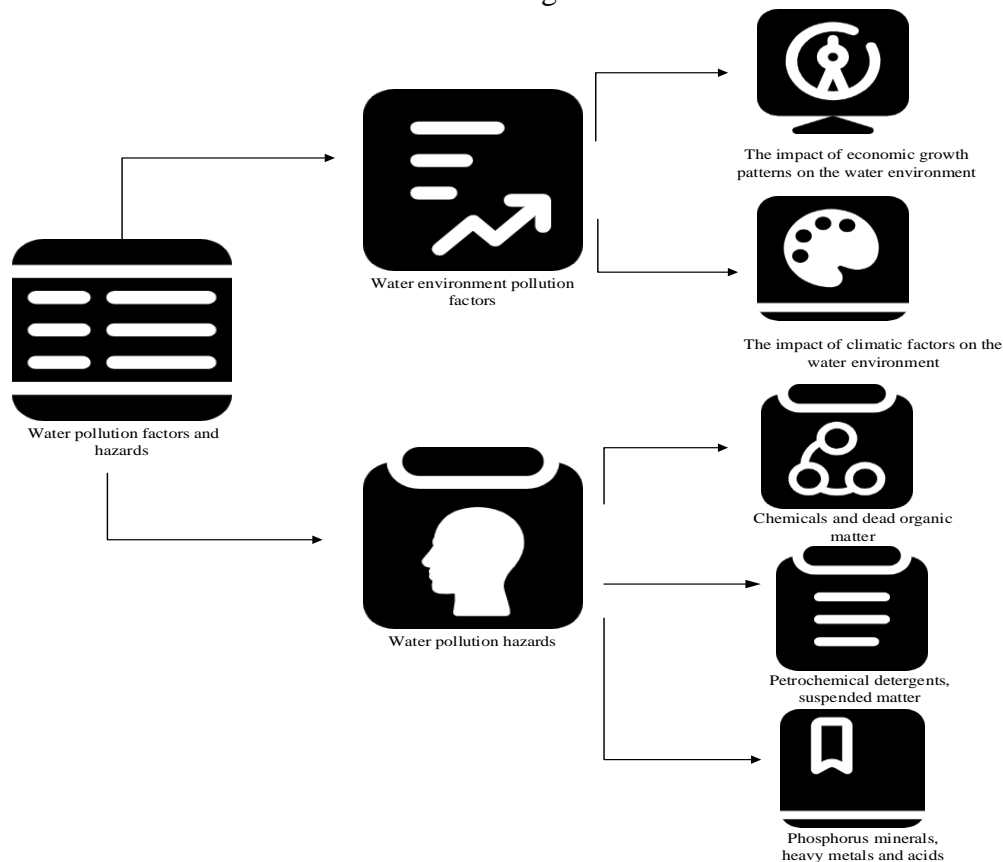 The impact of economic growth
patterns on the water environment
Water environment pollution
factors
The impact of climatic factors on the
water environment
Water pollution factors and
hazards
Chemicals and dead organic
matter
Water pollution hazards
Petrochemical detergents,
suspended matter
Phosphorus minerals,
heavy metals and acids